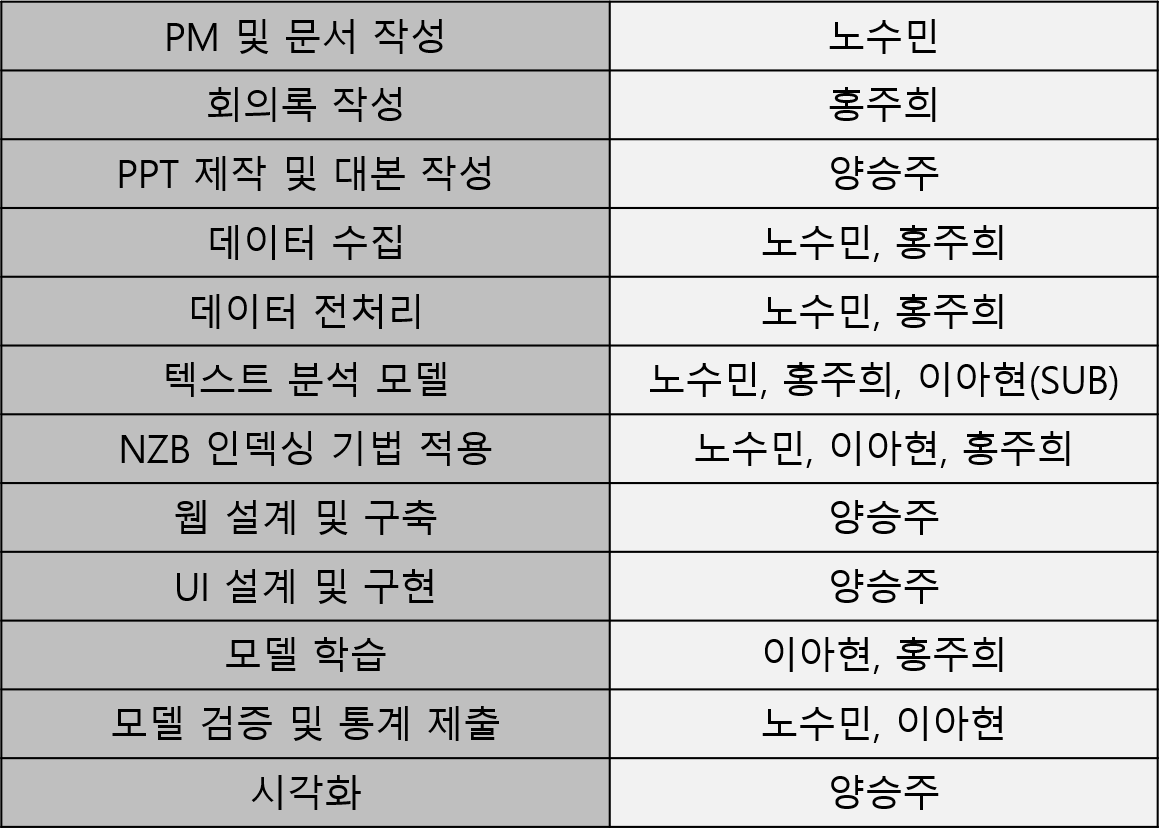 PM 및 문서 작성 노수민
회의록 작성 홍주희
PPT 제작 및 대본 작성 양승주
데이터 수집 노수민, 홍주희
데이터 전처리 노수민, 홍주희
텍스트 분석 모델 노수민, 홍주희, 이아현(SUB)
NZB 인덱싱 기법 적용 노수민, 이아현, 홍주희
웹 설계 및 구축 양승주
UI 설계 및 구현 양승주
모델 학습 이아현, 홍주희
모델 검증 및 통계 제출 노수민, 이아현
시각화 양승주